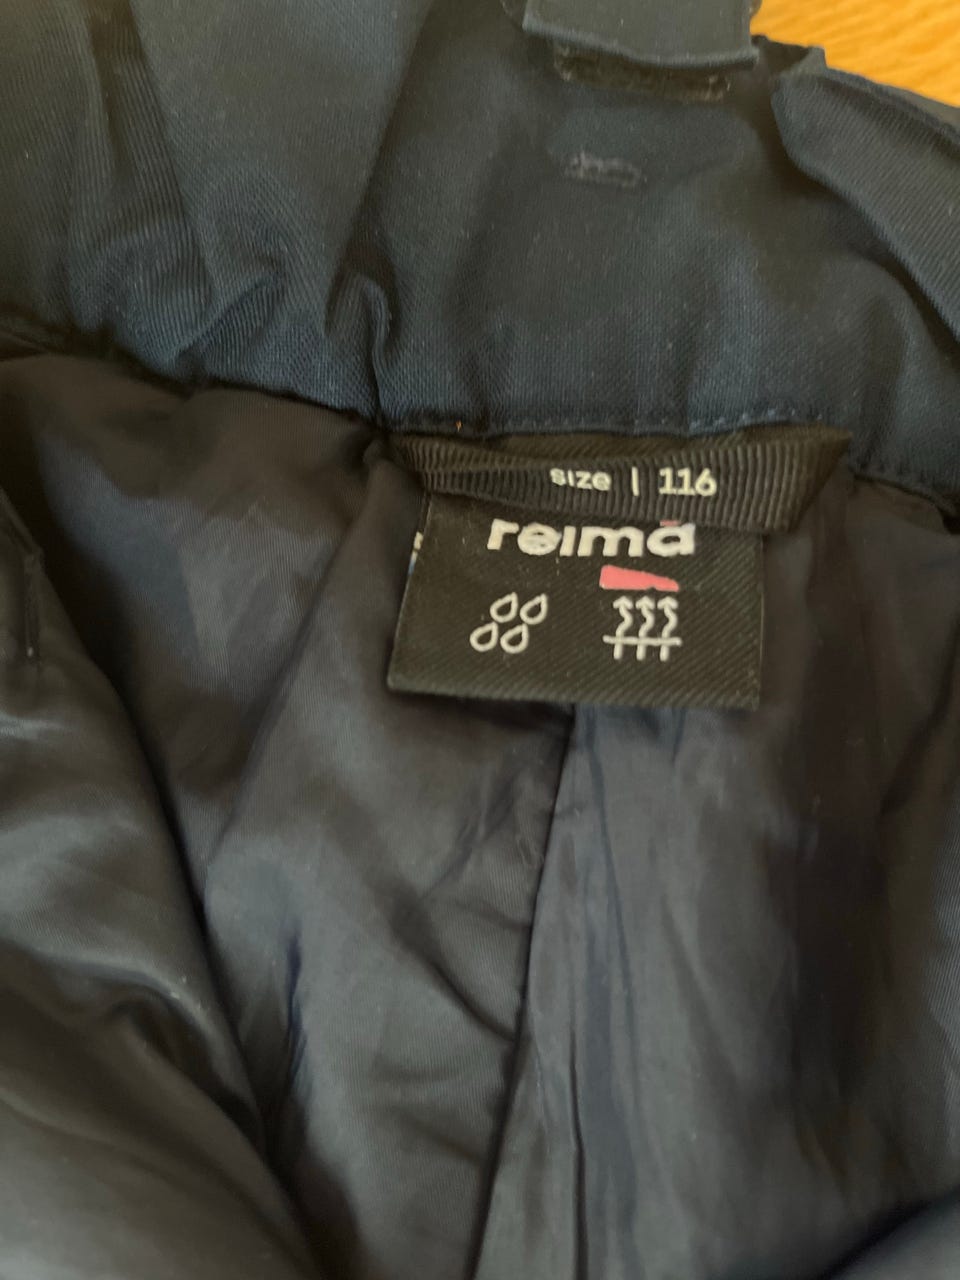 size | 116
reima